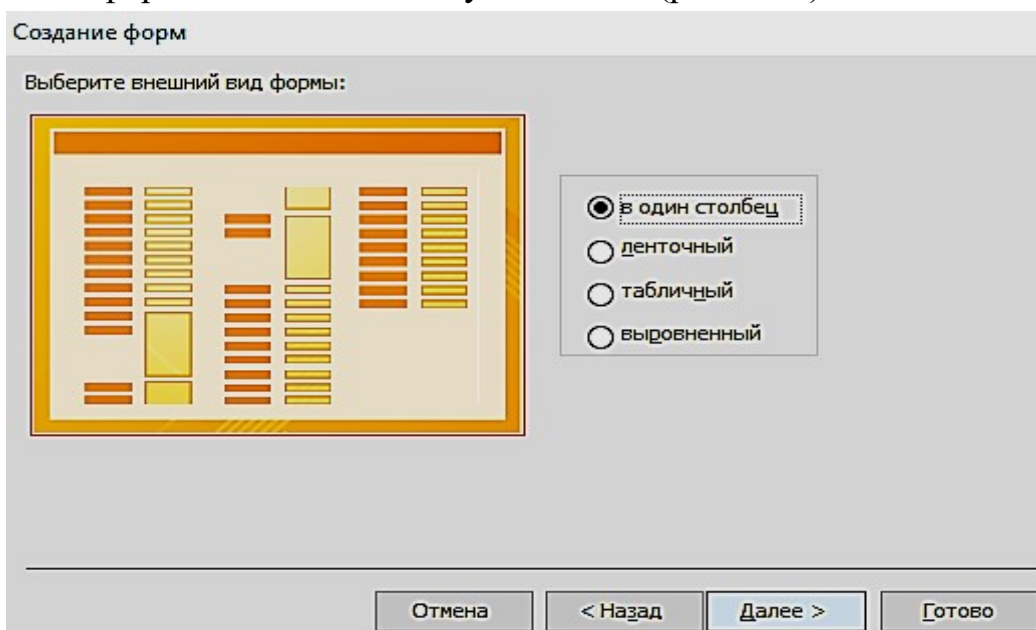 Создание форм
Выберите внешний вид формы:
в один столбец
ленточный
табличный
выровненный
Отмена
< Назад
Далее >
Готово